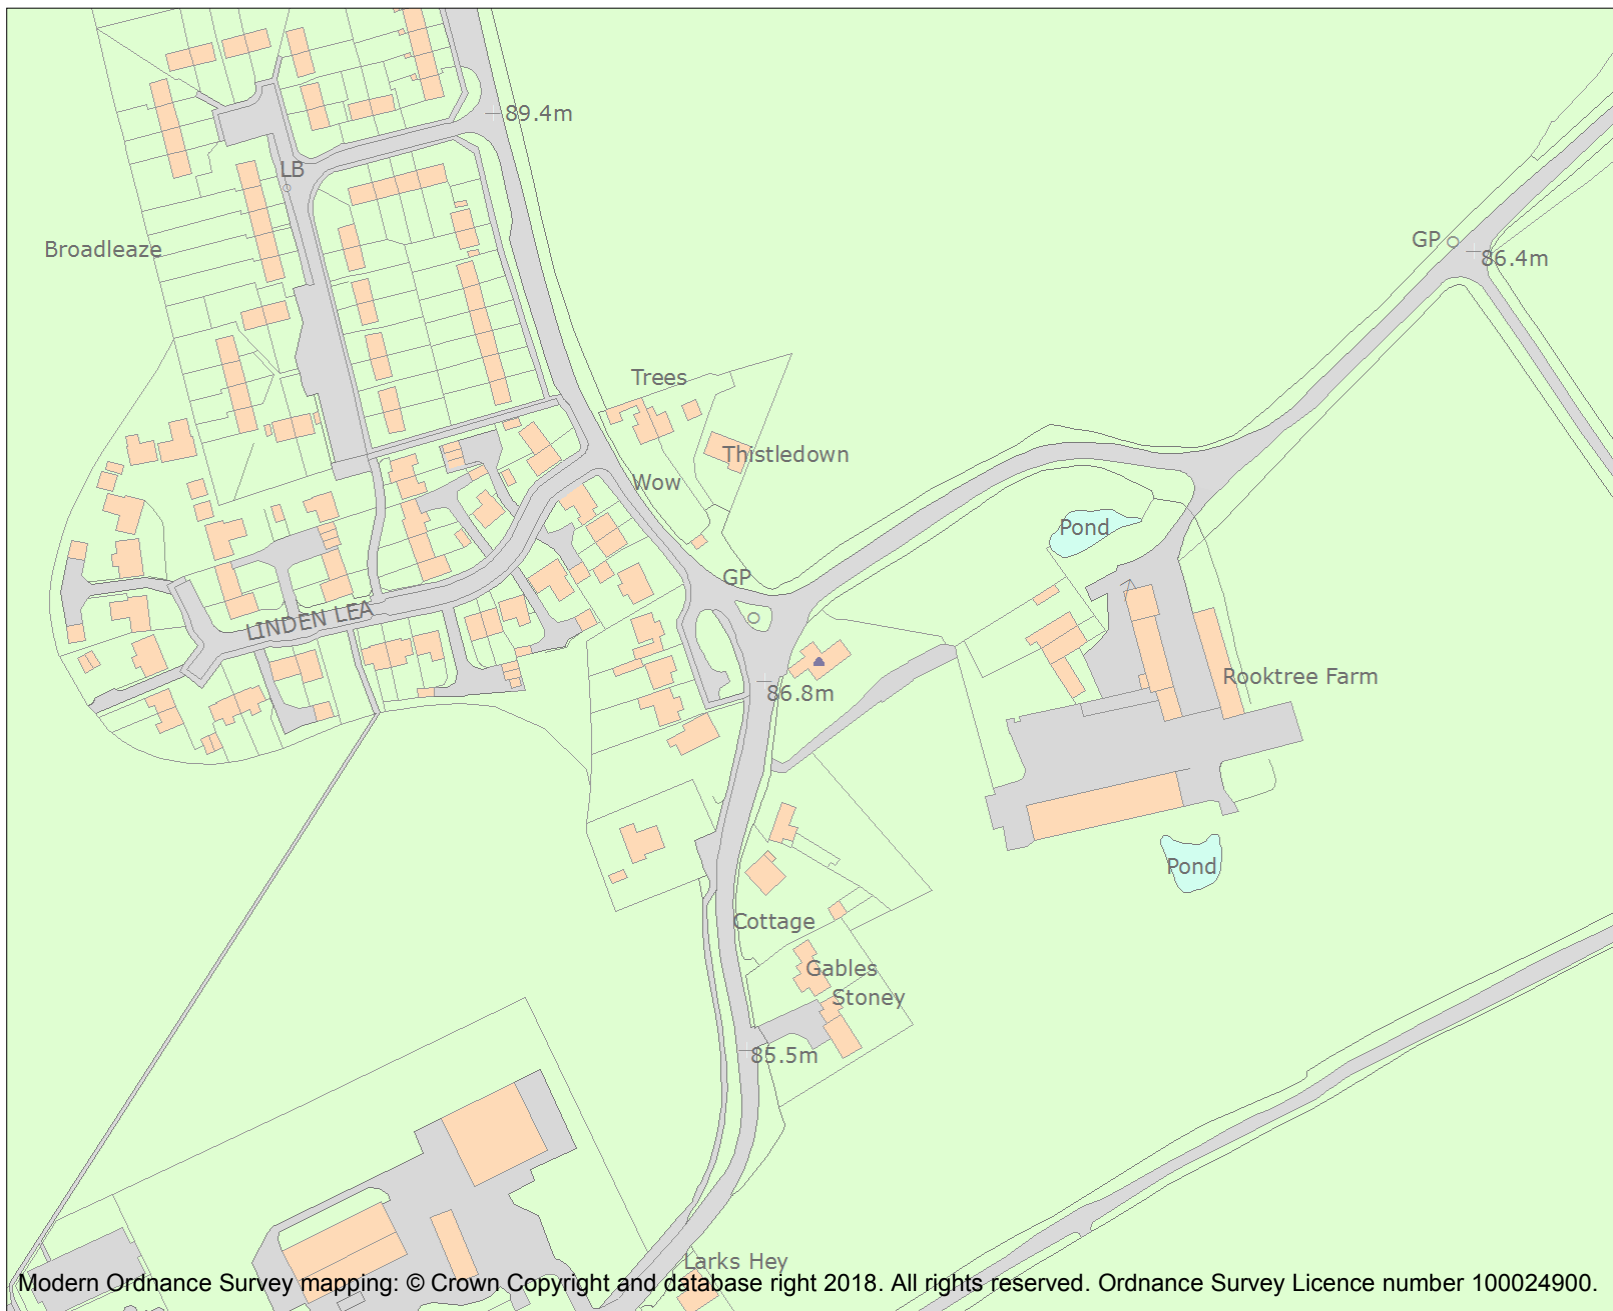 89.4m
LB
Broadleaze
GP
86.4m
Trees
Thistledown
Wow
Pond
GP
LINDEN LEA
Rooktree Farm
86.8m
Pond
Cottage
Gables
Stoney
85.5m
Larks Hey
Modern Ordnance Survey mapping: © Crown Copyright and database right 2018. All rights reserved. Ordnance Survey Licence number 100024900.